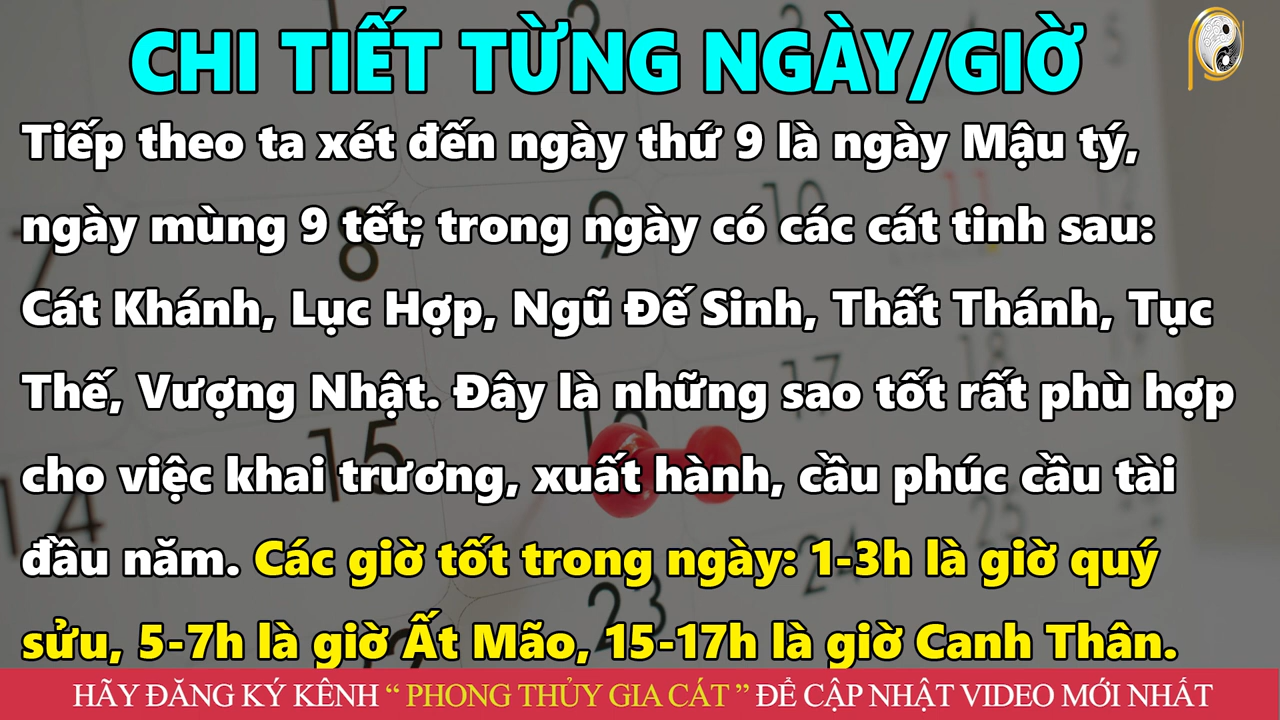 CHI TIẾT TỪNG NGÀY/GIỜ
Tiếp theo ta xét đến ngày thứ 9 là ngày Mậu tý,
ngày mùng 9 tết; trong ngày có các cát tinh sau:
Cát Khánh, Lục Hợp, Ngũ Đế Sinh, Thất Thánh, Tục
Thế, Vượng Nhật. Đây là những sao tốt rất phù hợp
cho việc khai trương, xuất hành, cầu phúc cầu tài
đầu năm. Các giờ tốt trong ngày: 1-3h là giờ quý
sửu, 5-7h là giờ Ất Mão, 15-17h là giờ Canh Thân.
HÃY ĐĂNG KÝ KÊNH “ PHONG THỦY GIA CÁT ” ĐỂ CẬP NHẬT VIDEO MỚI NHẤT